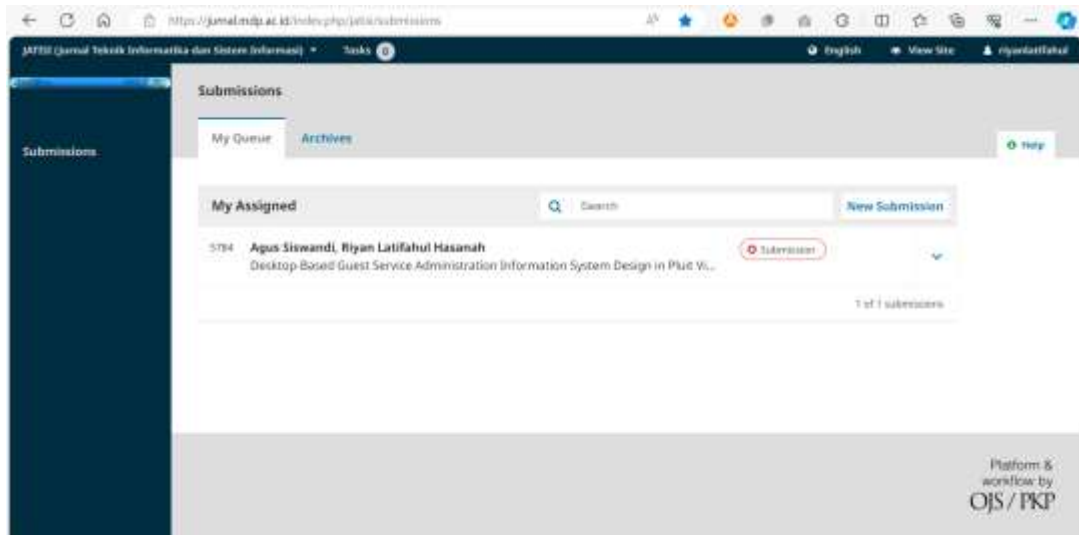 https://jurnal.mdp.ac.id/index.php/jatisi/submissions
JATISI (Jurnal Teknik Informatika dan Sistem Informasi)
Tasks 0
English
View Site
riyanlatifahul
Submissions
Submissions
My Queue
Archives
Help
My Assigned
Search
New Submission
5784
Agus Siswandi, Riyan Latifahul Hasanah
Submission
Desktop-Based Guest Service Administration Information System Design in Pluit Vi...
1 of 1 submissions
Platform &
workflow by
OJS / PKP